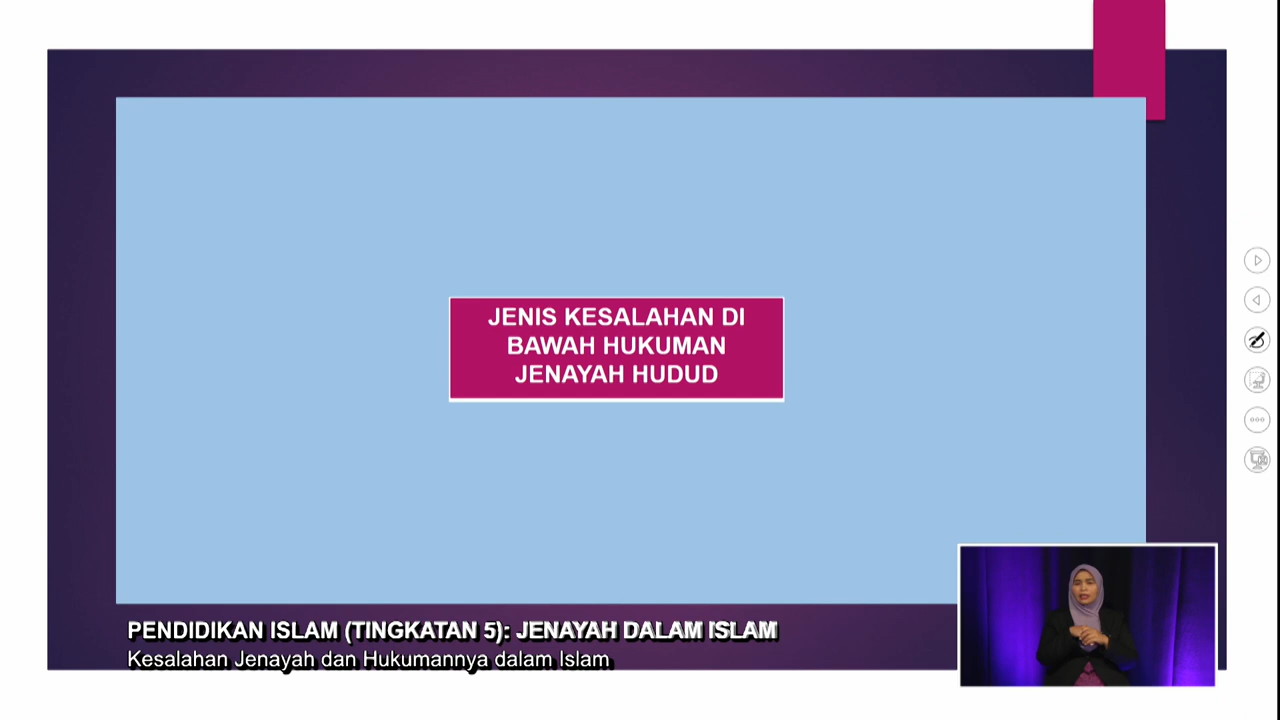 JENIS KESALAHAN DI
BAWAH HUKUMAN
JENAYAH HUDUD
PENDIDIKAN ISLAM (TINGKATAN 5): JENAYAH DALAM ISLAM
Kesalahan Jenayah dan Hukumannya dalam Islam